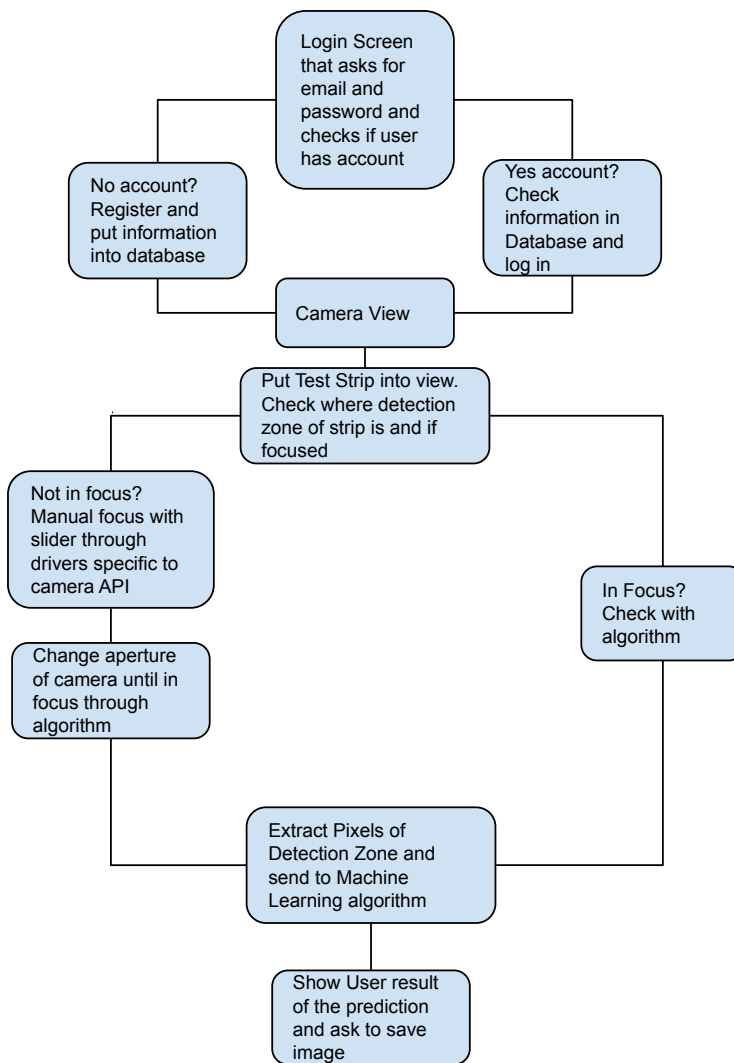 Login Screen
that asks for
email and
password and
checks if user
has account
No account?
Register and
put information
into database
Yes account?
Check
information in
Database and
log in
Camera View
Put Test Strip into view.
Check where detection
zone of strip is and if
focused
Not in focus?
Manual focus with
slider through
drivers specific to
camera API
In Focus?
Check with
algorithm
Change aperture
of camera until in
focus through
algorithm
Extract Pixels of
Detection Zone and
send to Machine
Learning algorithm
Show User result
of the prediction
and ask to save
image